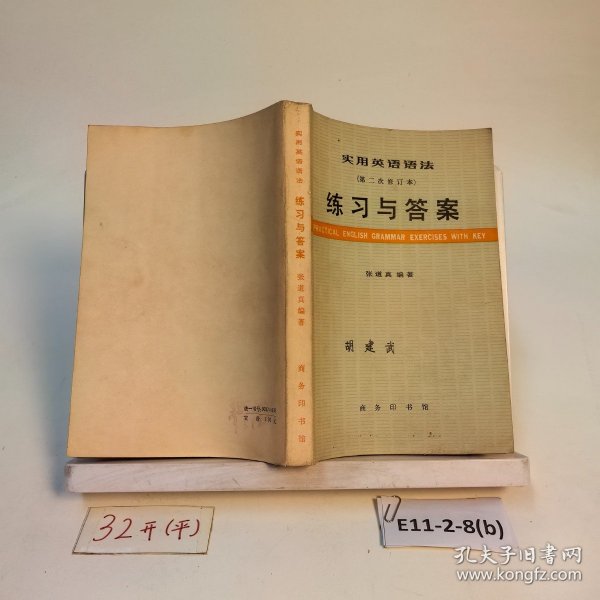 实用英语语法
(第二次修订本)
练习与答案
PRACTICAL ENGLISH GRAMMAR EXERCISES WITH KEY
张道真编著
胡建武
商务印书馆
实用英语语法
练习与答案
张道真编著
商务印书馆
32开(平)
E11-2-8(b)
孔夫子旧书网
www.kongfz.com